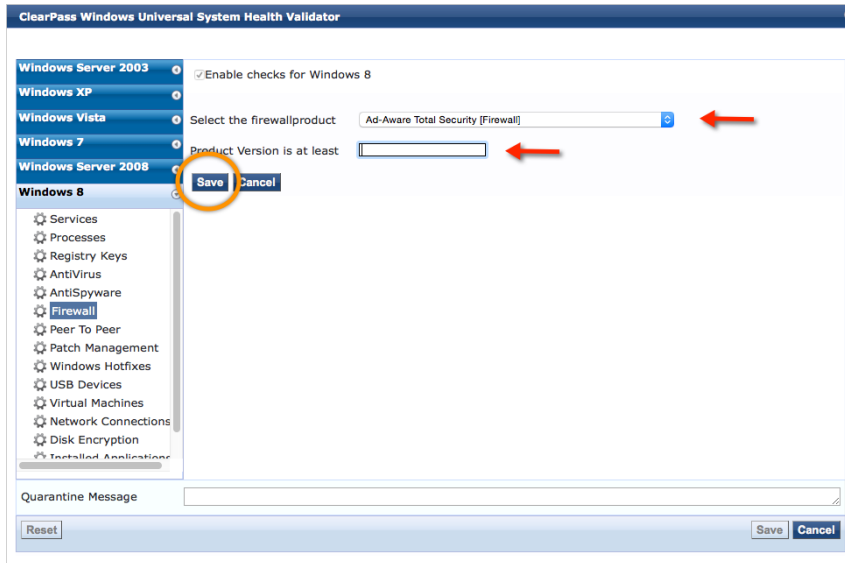 ClearPass Windows Universal System Health Validator
Windows Server 2003
Windows XP
Windows Vista
Windows 7
Windows Server 2008
Windows 8
Services
Processes
Registry Keys
AntiVirus
AntiSpyware
Firewall
Peer To Peer
Patch Management
Windows Hotfixes
USB Devices
Virtual Machines
Network Connections
Disk Encryption
Installed Applications
Enable checks for Windows 8
Select the firewallproduct Ad-Aware Total Security [Firewall]
Product Version is at least
Save Cancel
Quarantine Message
Reset Save Cancel